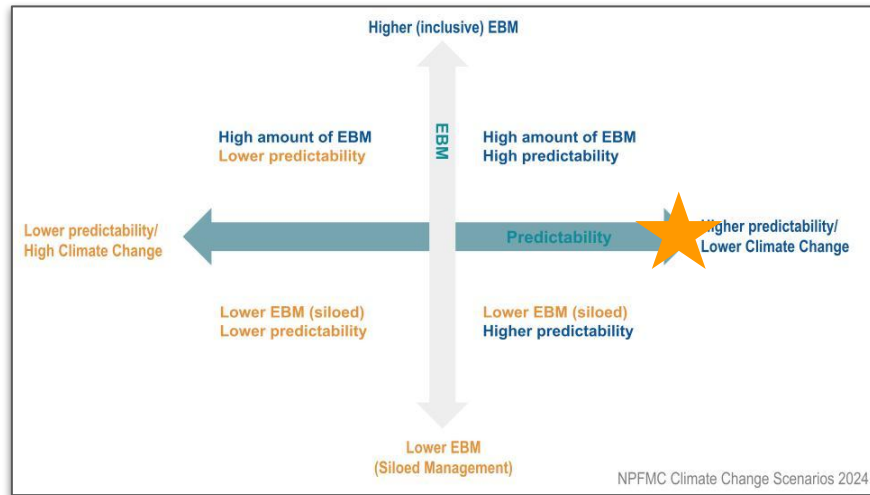 Higher (inclusive) EBM
EBM
High amount of EBM
Lower predictability
High amount of EBM
High predictability
Lower predictability/
High Climate Change
Predictability
Higher predictability/
Lower Climate Change
Lower EBM (siloed)
Lower predictability
Lower EBM (siloed)
Higher predictability
Lower EBM
(Siloed Management)
NPFMC Climate Change Scenarios 2024